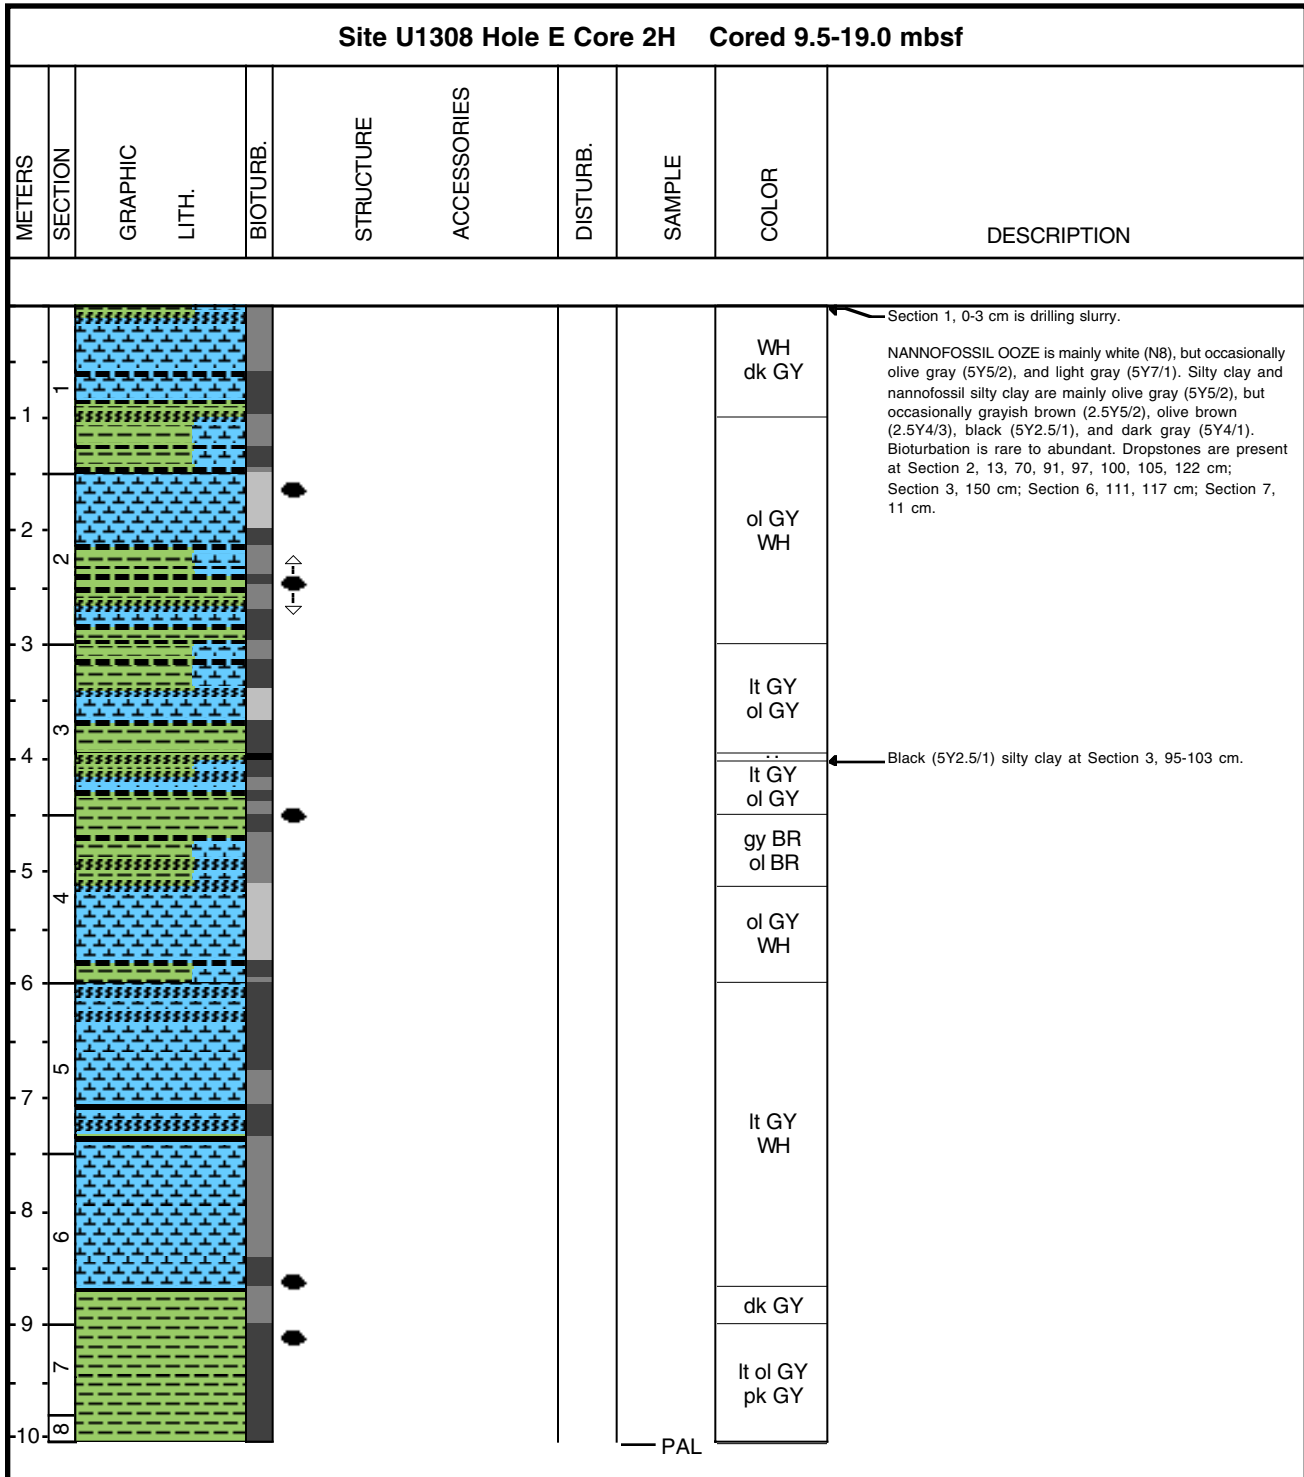 Site U1308 Hole E Core 2H Cored 9.5-19.0 mbsf
METERS
SECTION
GRAPHIC
LITH.
BIOTURB.
STRUCTURE
ACCESSORIES
DISTURB.
SAMPLE
COLOR
DESCRIPTION
Section 1, 0-3 cm is drilling slurry.
NANNOFOSSIL OOZE is mainly white (N8), but occasionally
olive gray (5Y5/2), and light gray (5Y7/1). Silty clay and
nannofossil silty clay are mainly olive gray (5Y5/2), but
occasionally grayish brown (2.5Y5/2), olive brown
(2.5Y4/3), black (5Y2.5/1), and dark gray (5Y4/1).
Bioturbation is rare to abundant. Dropstones are present
at Section 2, 13, 70, 91, 97, 100, 105, 122 cm;
Section 3, 150 cm; Section 6, 111, 117 cm; Section 7,
11 cm.
WH
dk GY
1
1
ol GY
WH
2
2
3
lt GY
ol GY
3
4
Black (5Y2.5/1) silty clay at Section 3, 95-103 cm.
lt GY
ol GY
gy BR
ol BR
5
4
ol GY
WH
6
5
7
lt GY
WH
8
6
dk GY
9
7
lt ol GY
pk GY
8
10
PAL